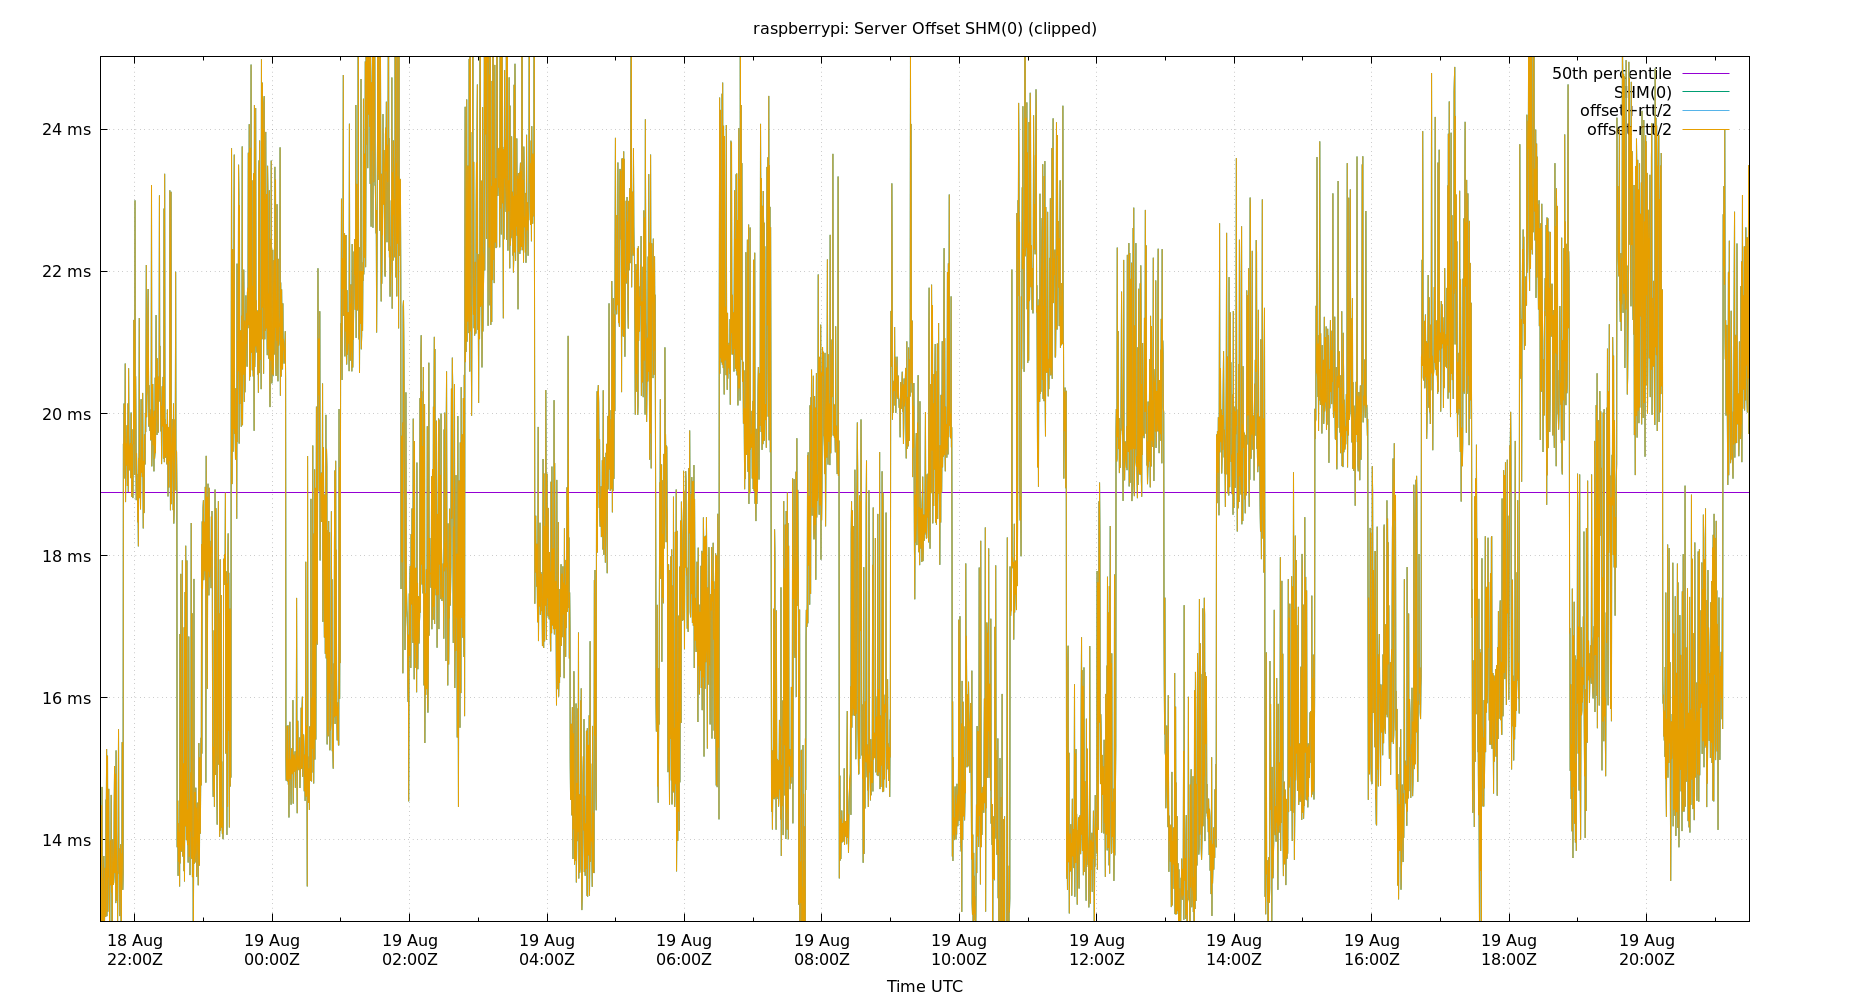 raspberrypi: Server Offset SHM(0) (clipped)
50th percentile
SHM(0)
offset+rtt/2
offset-rtt/2
24 ms
22 ms
20 ms
18 ms
16 ms
14 ms
18 Aug 19 Aug 19 Aug 19 Aug 19 Aug 19 Aug 19 Aug 19 Aug 19 Aug 19 Aug 19 Aug 19 Aug
22:00Z 00:00Z 02:00Z 04:00Z 06:00Z 08:00Z 10:00Z 12:00Z 14:00Z 16:00Z 18:00Z 20:00Z
Time UTC